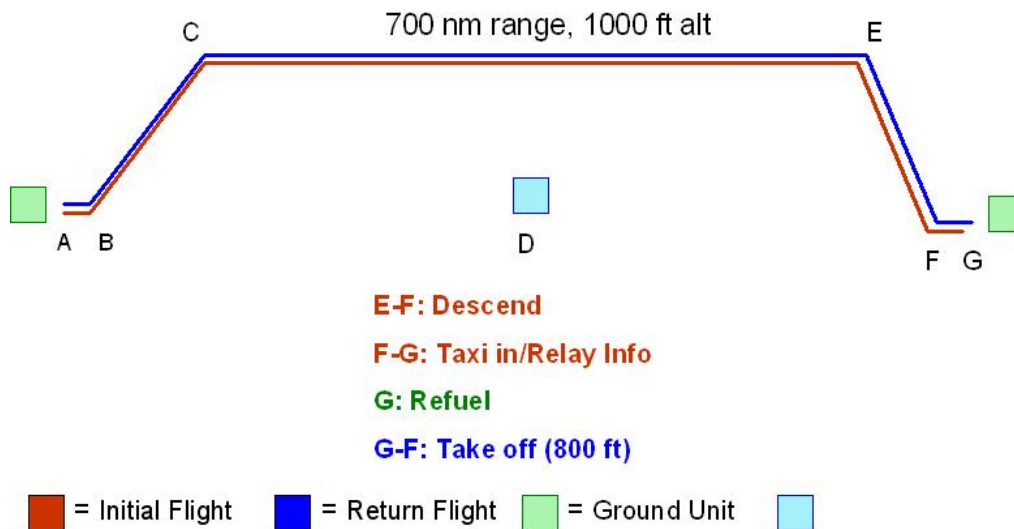 C 700 nm range, 1000 ft alt E
A B D F G
E-F: Descend
F-G: Taxi in/Relay Info
G: Refuel
G-F: Take off (800 ft)
= Initial Flight = Return Flight = Ground Unit